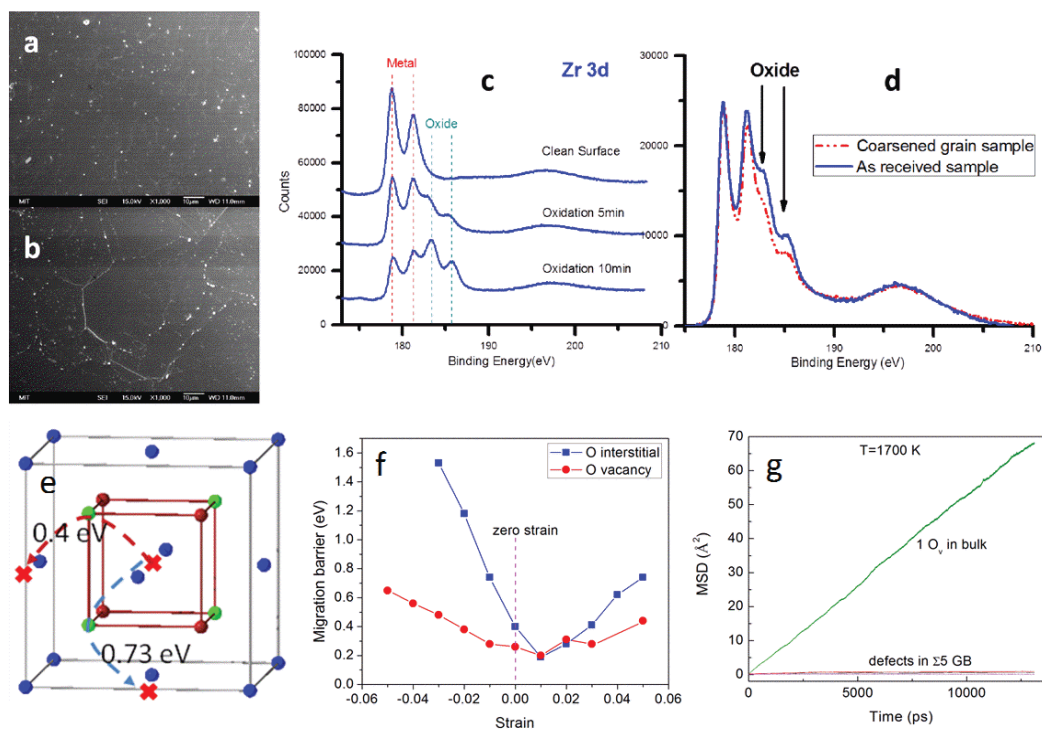 a
MIT SEI 15.0kV X1,000 10μm WD 11.0mm
b
MIT SEI 15.0kV X1,000 10μm WD 11.0mm
c
Zr 3d
Metal
Oxide
Clean Surface
Oxidation 5min
Oxidation 10min
Counts
100000
80000
60000
40000
20000
0
180 190 200 210
Binding Energy(eV)
d
Oxide
Coarsened grain sample
As received sample
30000
20000
10000
0
180 190 200 210
Binding Energy (eV)
e
0.4 eV
0.73 eV
f
O interstitial
O vacancy
zero strain
Migration barrier (eV)
1.6
1.4
1.2
1.0
0.8
0.6
0.4
0.2
0.0
-0.06 -0.04 -0.02 0.00 0.02 0.04 0.06
Strain
g
T=1700 K
1 Oᵥ in bulk
defects in Σ5 GB
MSD (Å²)
70
60
50
40
30
20
10
0
0 5000 10000
Time (ps)